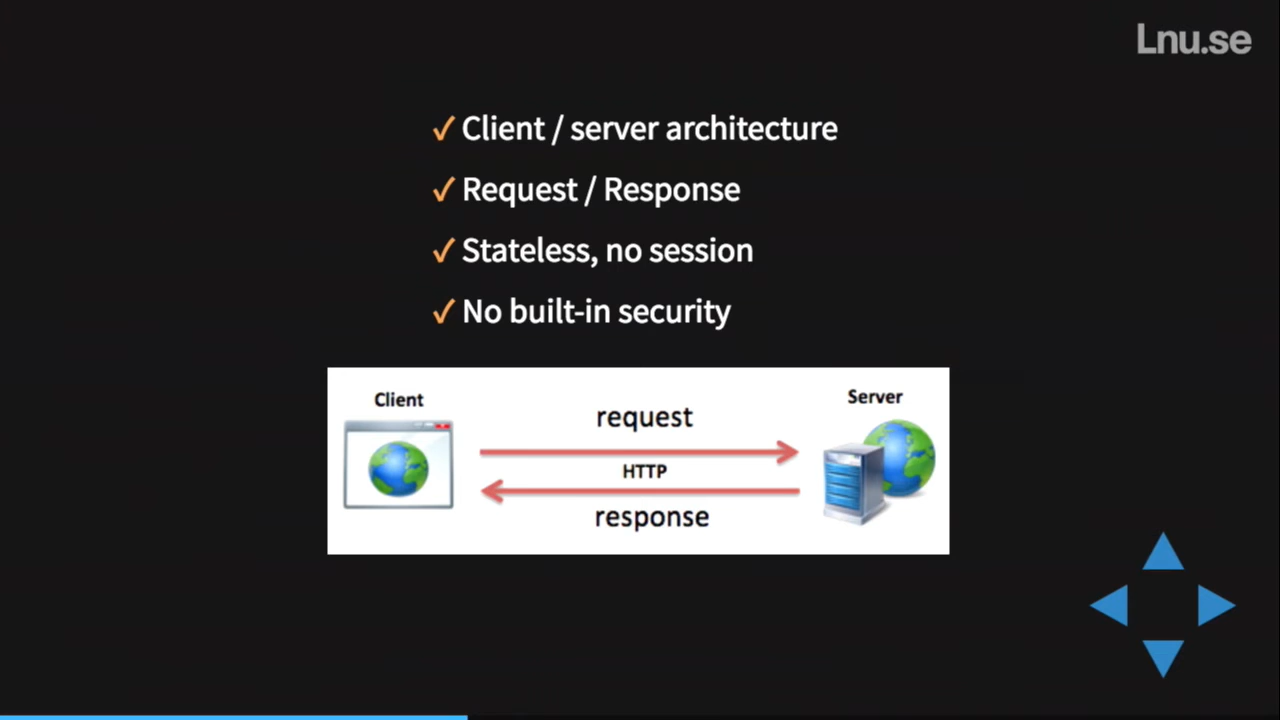 Lnu.se
✓ Client / server architecture
✓ Request / Response
✓ Stateless, no session
✓ No built-in security
Client
Server
request
HTTP
response